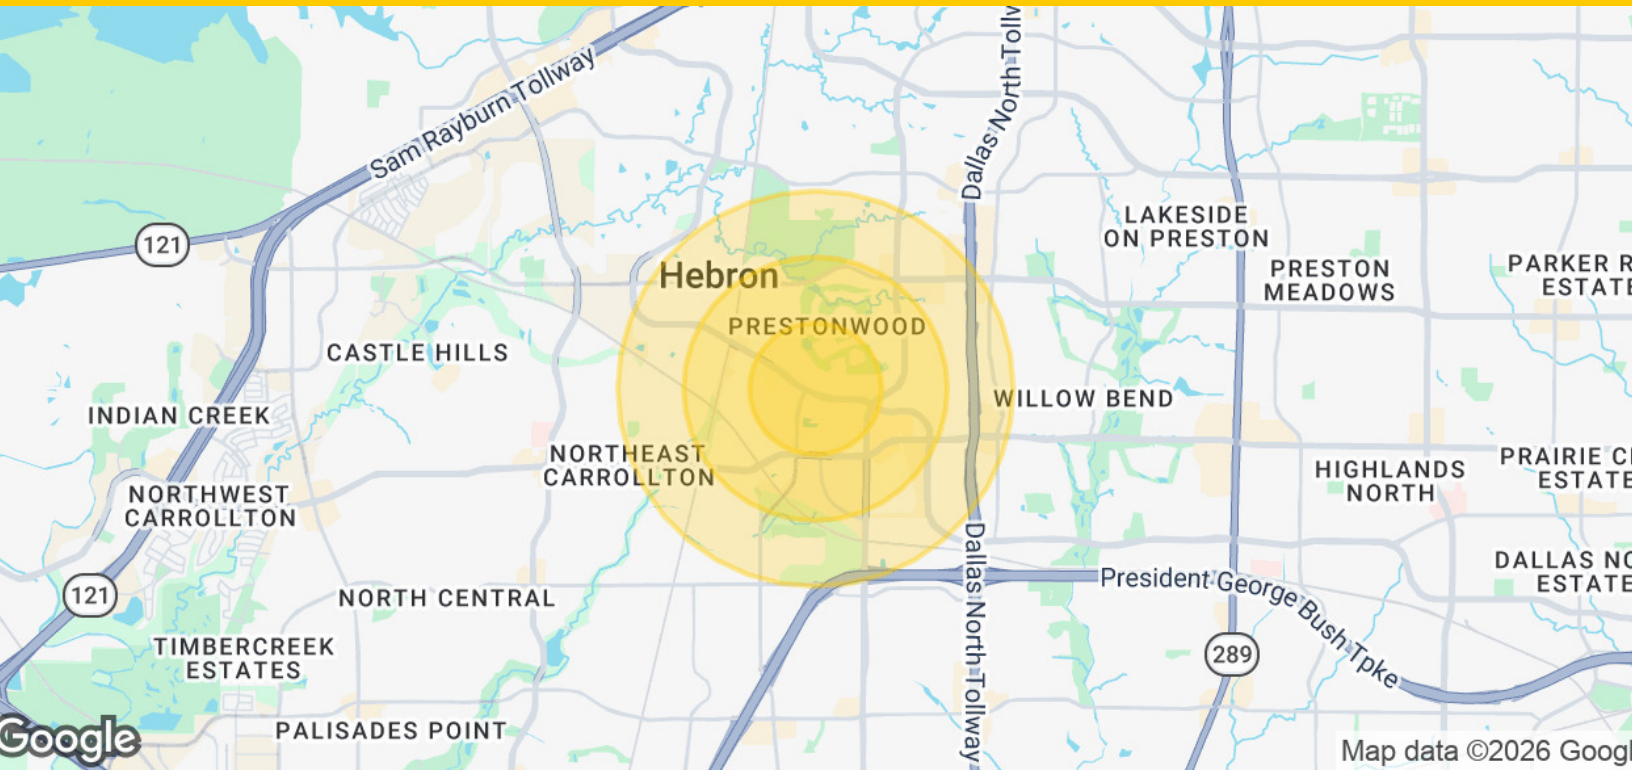 Sam Rayburn Tollway
Dallas North Tollw
121
LAKESIDE
ON PRESTON
Hebron
PRESTON
MEADOWS
PARKER R
ESTATE
PRESTONWOOD
CASTLE HILLS
WILLOW BEND
INDIAN CREEK
NORTHEAST
CARROLLTON
HIGHLANDS
NORTH
PRAIRIE C
ESTATE
NORTHWEST
CARROLLTON
Dallas North Tollway
President George Bush Tpke
DALLAS NO
ESTATE
121
NORTH CENTRAL
TIMBERCREEK
ESTATES
289
PALISADES POINT
Google
Map data ©2026 Googl